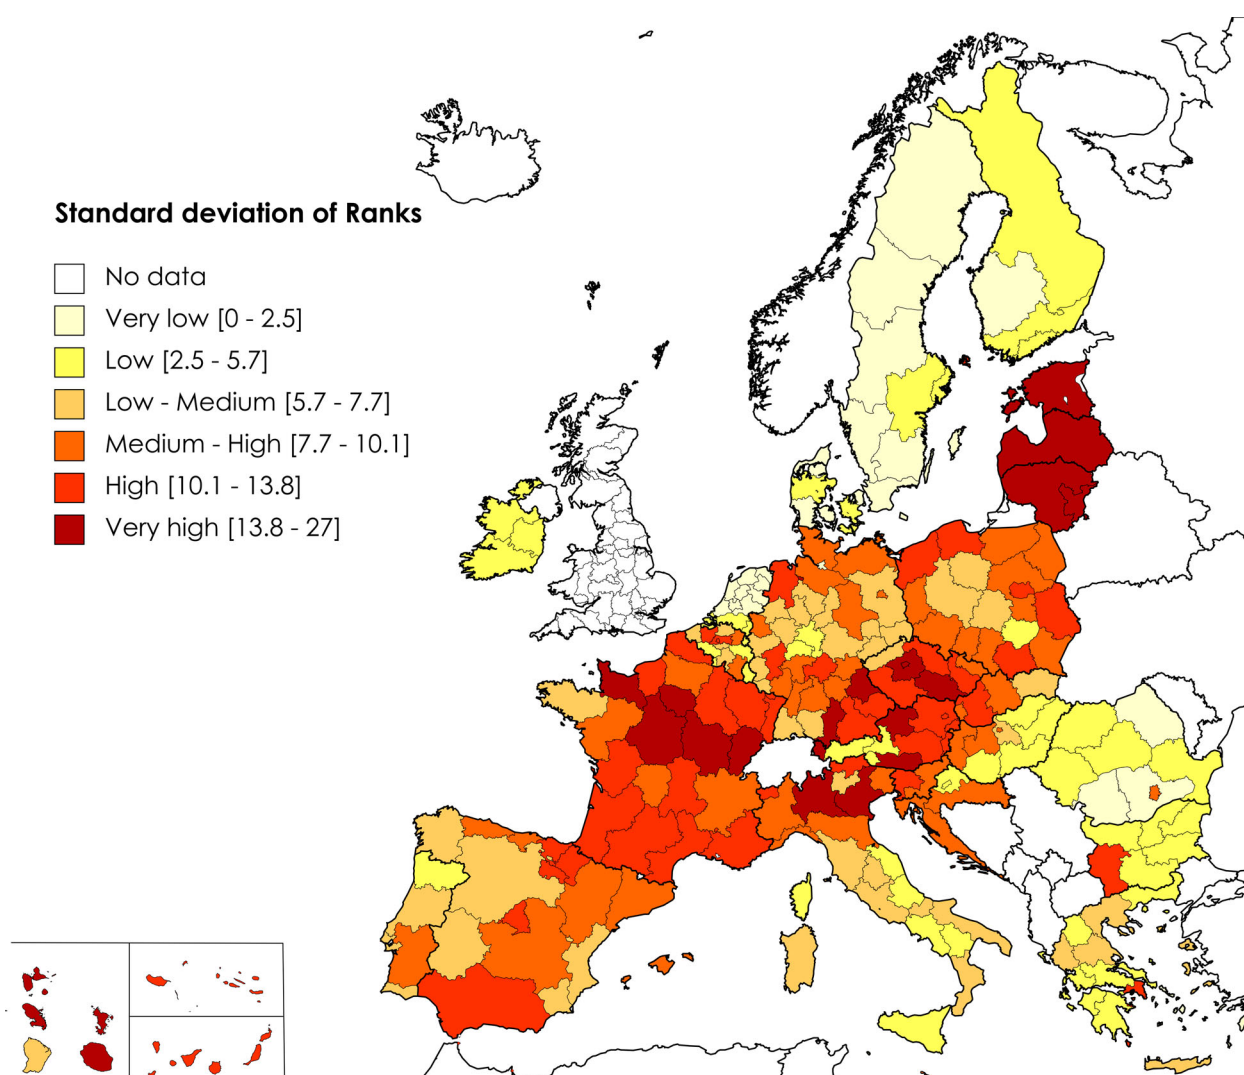 Standard deviation of Ranks
No data
Very low [0 - 2.5]
Low [2.5 - 5.7]
Low - Medium [5.7 - 7.7]
Medium - High [7.7 - 10.1]
High [10.1 - 13.8]
Very high [13.8 - 27]